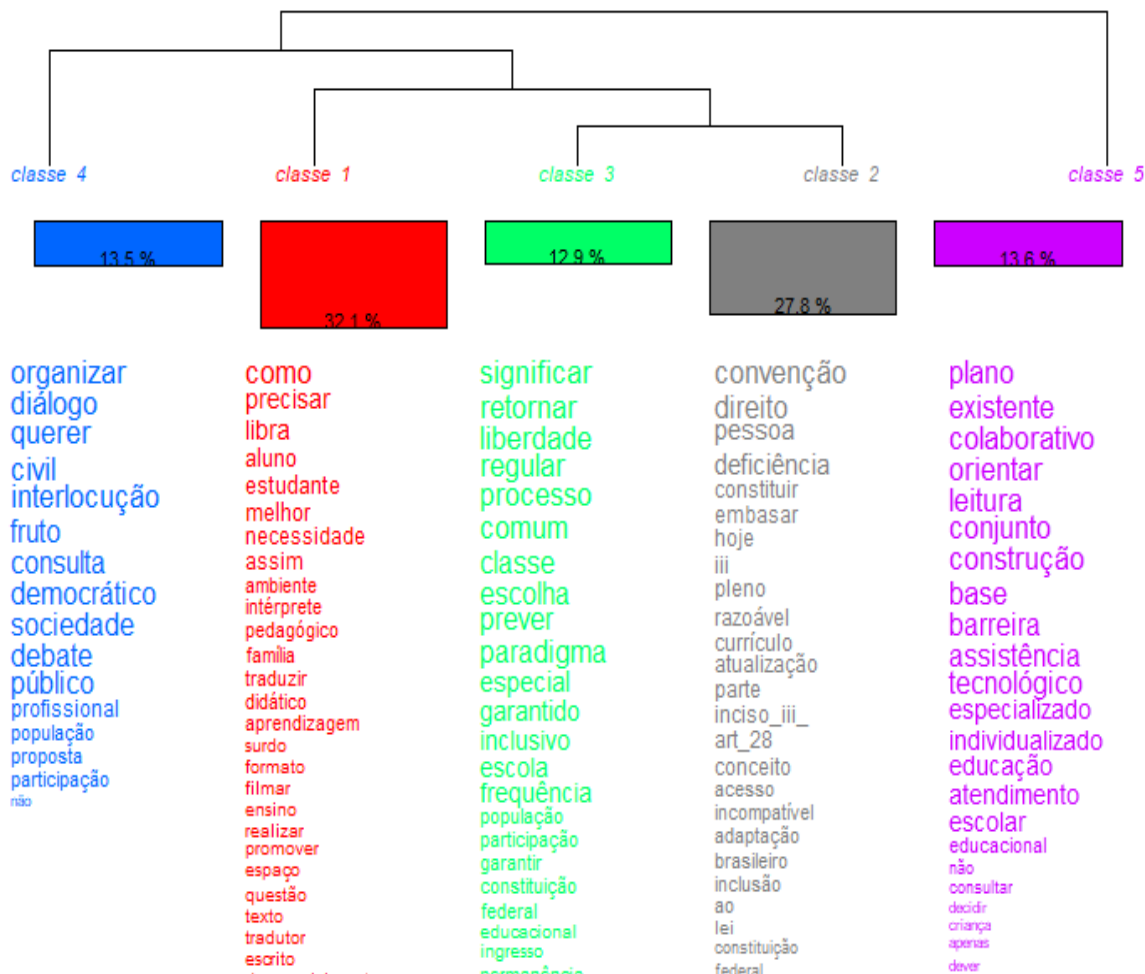 classe 4
classe 1
classe 3
classe 2
classe 5
13.5 %
32.1 %
12.9 %
27.8 %
13.6 %
organizar
diálogo
querer
civil
interlocução
fruto
consulta
democrático
sociedade
debate
público
profissional
população
proposta
participação
não
como
precisar
libra
aluno
estudante
melhor
necessidade
assim
ambiente
intérprete
pedagógico
família
traduzir
didático
aprendizagem
surdo
formato
filmar
ensino
realizar
promover
espaço
questão
texto
tradutor
escrito
significar
retornar
liberdade
regular
processo
comum
classe
escolha
prever
paradigma
especial
garantido
inclusivo
escola
frequência
população
participação
garantir
constituição
federal
educacional
ingresso
permanência
convenção
direito
pessoa
deficiência
constituir
embasar
hoje
iii
pleno
razoável
currículo
atualização
parte
inciso_iii_
art_28
conceito
acesso
incompatível
adaptação
brasileiro
inclusão
ao
lei
constituição
federal
plano
existente
colaborativo
orientar
leitura
conjunto
construção
base
barreira
assistência
tecnológico
especializado
individualizado
educação
atendimento
escolar
educacional
não
consultar
decidir
criança
apenas
dever